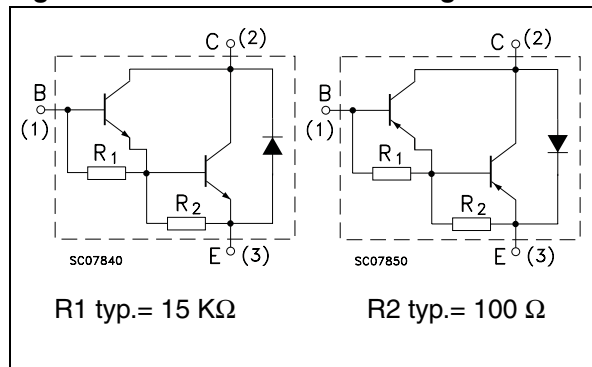 C (2)
B
(1)
R1
R2
SC07840
E (3)
C (2)
B
(1)
R1
R2
SC07850
E (3)
R1 typ.= 15 KΩ
R2 typ.= 100 Ω